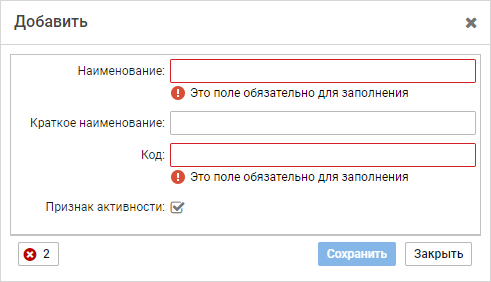 Добавить
Наименование:
Это поле обязательно для заполнения
Краткое наименование:
Код:
Это поле обязательно для заполнения
Признак активности:
2 Сохранить Закрыть